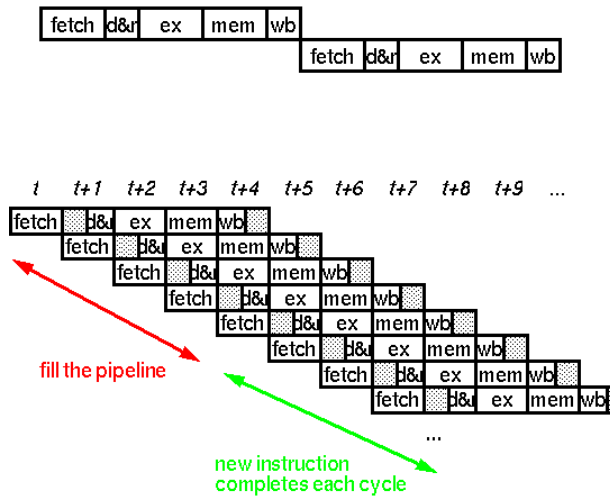 fetch d&r ex mem wb
fetch d&r ex mem wb
t t+1 t+2 t+3 t+4 t+5 t+6 t+7 t+8 t+9 ...
fetch d&r ex mem wb
fetch d&r ex mem wb
fetch d&r ex mem wb
fetch d&r ex mem wb
fetch d&r ex mem wb
fetch d&r ex mem wb
fetch d&r ex mem wb
fetch d&r ex mem wb
fill the pipeline
...
new instruction
completes each cycle